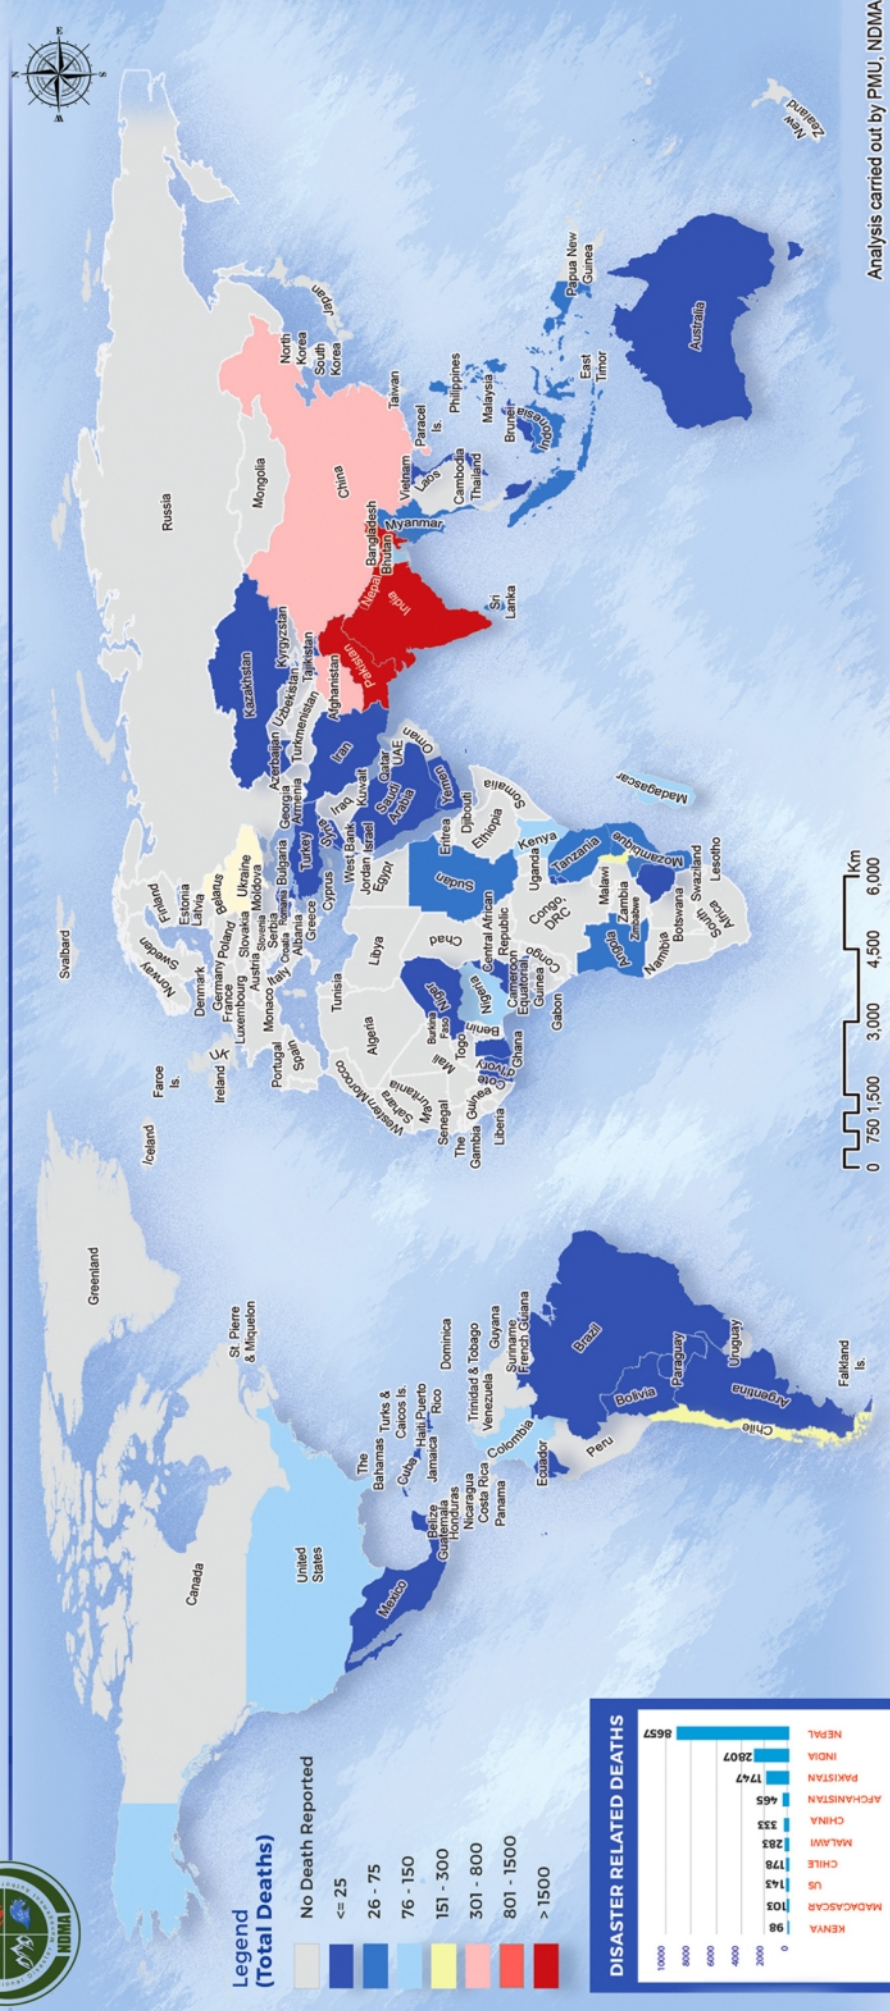 NDMA
Legend
(Total Deaths)
No Death Reported
<= 25
26 - 75
76 - 150
151 - 300
301 - 800
801 - 1500
> 1500
DISASTER RELATED DEATHS
10000
8000
6000
4000
2000
0
98
103
143
178
283
333
465
1747
2807
8657
KENYA
MADAGASCAR
US
CHILE
MALAWI
CHINA
AFGHANISTAN
PAKISTAN
INDIA
NEPAL
Greenland
Canada
United
States
St. Pierre
& Miquelon
Mexico
The
Bahamas
Turks &
Caicos Is.
Cuba
Haiti
Puerto
Rico
Jamaica
Dominica
Belize
Guatemala
Honduras
Nicaragua
Costa Rica
Panama
Trinidad & Tobago
Venezuela
Guyana
Suriname
French Guiana
Colombia
Ecuador
Peru
Brazil
Bolivia
Paraguay
Uruguay
Argentina
Chile
Falkland
Is.
Iceland
Faroe
Is.
Svalbard
Norway
Sweden
Finland
Estonia
Latvia
Denmark
Belarus
Ireland
UK
Germany
Poland
France
Luxembourg
Ukraine
Slovakia
Moldova
Austria
Slovenia
Monaco
Italy
Serbia
Croatia
Romania
Bulgaria
Albania
Greece
Portugal
Spain
Cyprus
Turkey
Georgia
Armenia
Azerbaijan
Syria
Iraq
West Bank
Jordan
Israel
Kuwait
Qatar
UAE
Oman
Saudi
Arabia
Yemen
Iran
Russia
Kazakhstan
Uzbekistan
Turkmenistan
Kyrgyzstan
Tajikistan
Afghanistan
Pakistan
India
Nepal
Bhutan
Bangladesh
Sri
Lanka
Mongolia
China
North
Korea
South
Korea
Japan
Taiwan
Paracel
Is.
Myanmar
Vietnam
Laos
Cambodia
Thailand
Philippines
Malaysia
Brunei
Indonesia
East
Timor
Papua New
Guinea
Australia
New
Zealand
Western
Sahara
Morocco
Algeria
Tunisia
Libya
Egypt
Mauritania
Mali
Niger
Chad
Sudan
Eritrea
Djibouti
Ethiopia
Somalia
Senegal
The
Gambia
Guinea
Liberia
Cote
d'Ivory
Burkina
Faso
Ghana
Togo
Benin
Nigeria
Cameroon
Equatorial
Guinea
Central African
Republic
Gabon
Congo
Congo,
DRC
Uganda
Kenya
Tanzania
Angola
Zambia
Malawi
Mozambique
Zimbabwe
Namibia
Botswana
South
Africa
Swaziland
Lesotho
Madagascar
N
E
S
W
0 750 1,500 3,000 4,500 6,000
Km
Analysis carried out by PMU, NDMA